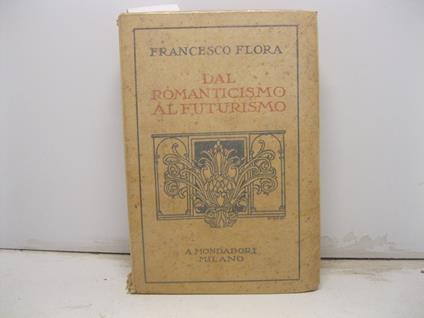 FRANCESCO FLORA
DAL
ROMANTICISMO
AL FUTURISMO
A. MONDADORI
MILANO